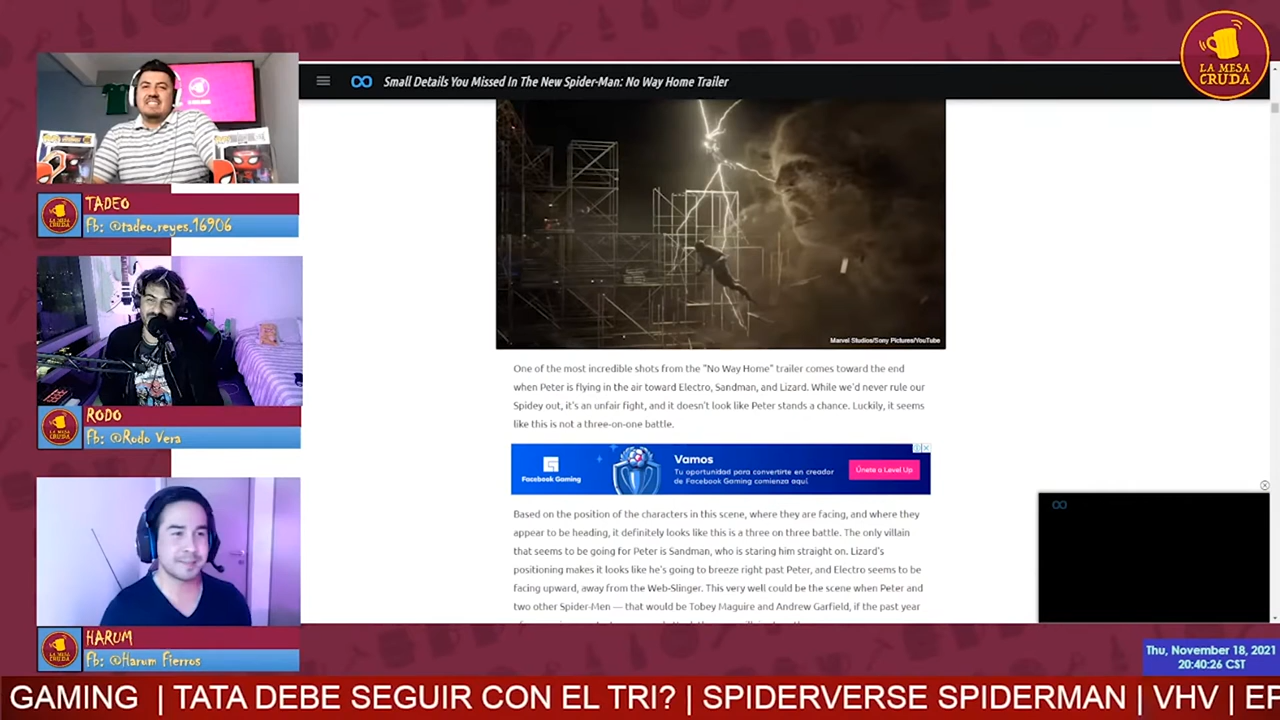 LA MESA
CRUDA
Small Details You Missed In The New Spider-Man: No Way Home Trailer
TADEO
Fb: @tadeo.reyes.16906
RODO
Fb: @Rodo Vera
HARUM
Fb: @Harum Fierros
Marvel Studios/Sony Pictures/YouTube
One of the most incredible shots from the "No Way Home" trailer comes toward the end
when Peter is flying in the air toward Electro, Sandman, and Lizard. While we'd never rule our
Spidey out, it's an unfair fight, and it doesn't look like Peter stands a chance. Luckily, it seems
like this is not a three-on-one battle.
Facebook Gaming
Vamos
Tu oportunidad para convertirte en creador
de Facebook Gaming comienza aquí.
Únete a Level Up
Based on the position of the characters in this scene, where they are facing, and where they
appear to be heading, it definitely looks like this is a three on three battle. The only villain
that seems to be going for Peter is Sandman, who is staring him straight on. Lizard's
positioning makes it looks like he's going to breeze right past Peter, and Electro seems to be
facing upward, away from the Web-Slinger. This very well could be the scene when Peter and
two other Spider-Men — that would be Tobey Maguire and Andrew Garfield, if the past year
Thu, November 18, 2021
20:40:26 CST
GAMING | TATA DEBE SEGUIR CON EL TRI? | SPIDERVERSE SPIDERMAN | VHV | EF